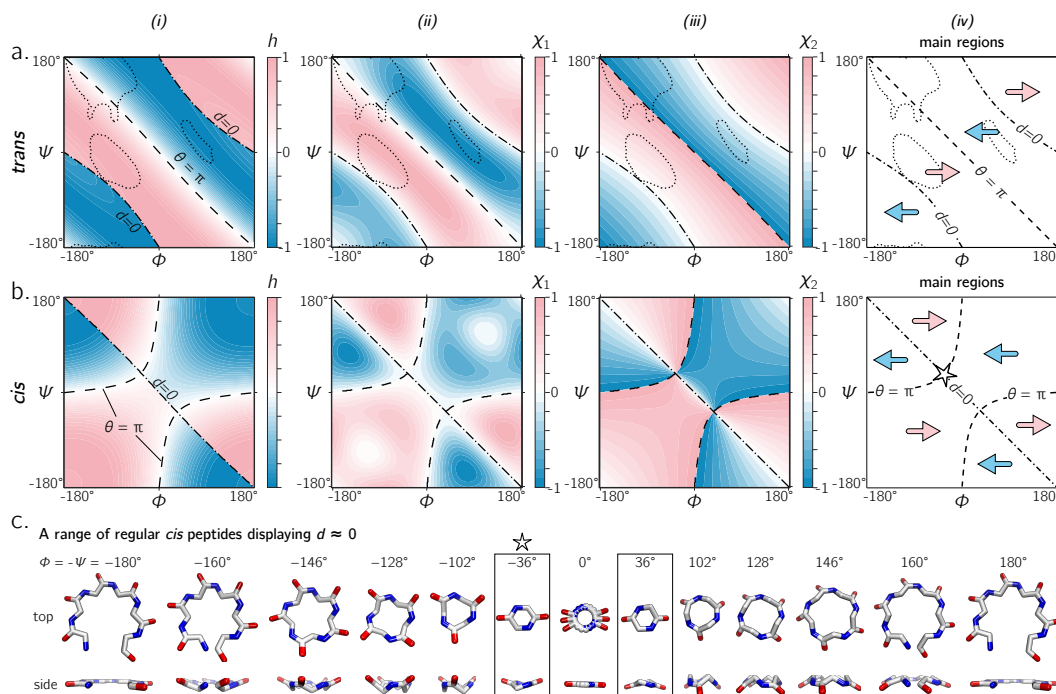 (i) (ii) (iii) (iv)
a. h χ1 χ2 main regions
180° 1 180° 1 180° 1 180°
trans Ψ 0 Ψ 0 Ψ 0 Ψ
d=0 θ = π d=0
d=0 θ = π d=0
-180° -1 -180° -1 -180° -1 -180°
-180° Φ 180° -180° Φ 180° -180° Φ 180° -180° Φ 180°
b. h χ1 χ2 main regions
180° 180° 1 180° 1 180°
cis Ψ Ψ 0 Ψ 0 Ψ
d=0 θ = π
θ = π d=0 θ = π
-180° -180° -1 -180° -1 -180°
-180° Φ 180° -180° Φ 180° -180° Φ 180° -180° Φ 180°
c. A range of regular cis peptides displaying d ≈ 0
Φ = -Ψ = −180° −160° −146° −128° −102° −36° 0° 36° 102° 128° 146° 160° 180°
top
side